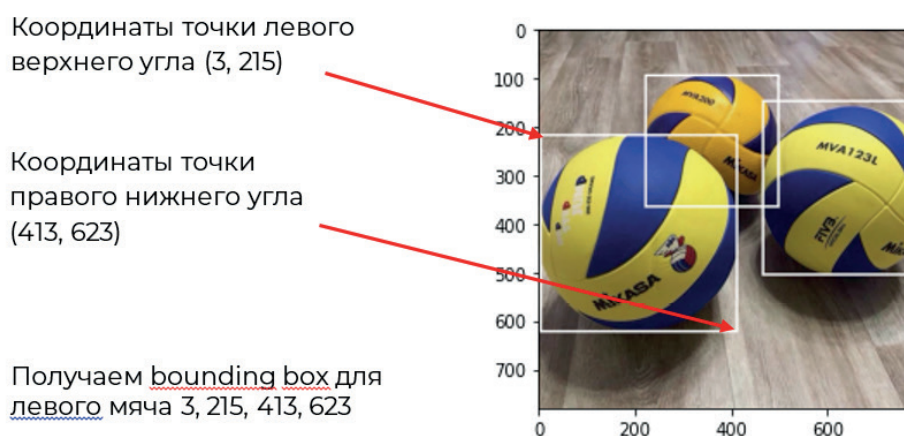 Координаты точки левого
верхнего угла (3, 215)
Координаты точки
правого нижнего угла
(413, 623)
Получаем bounding box для
левого мяча 3, 215, 413, 623
0
100
200
300
400
500
600
700
0
200
400
600
MVA200
MIKASA
MVA123L
FIVB
MIKASA